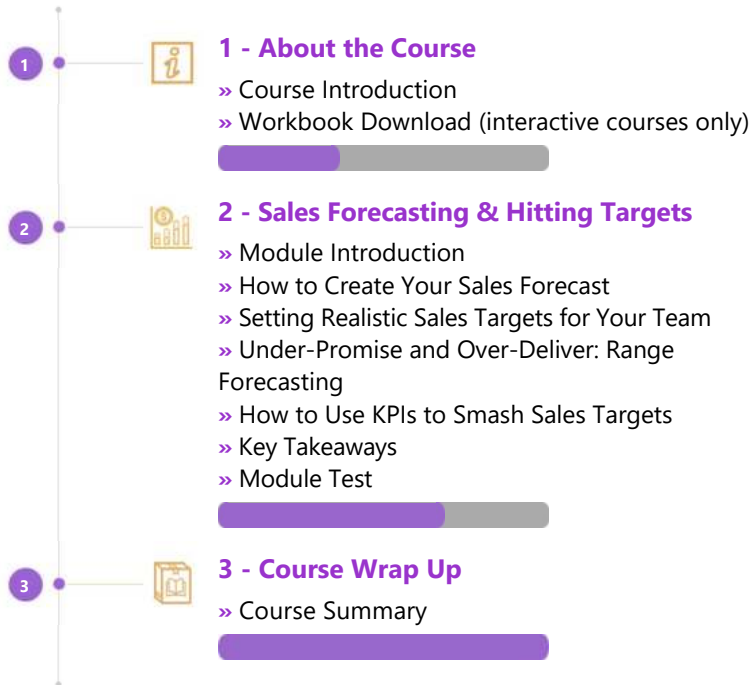 1
1 - About the Course
» Course Introduction
» Workbook Download (interactive courses only)
2
2 - Sales Forecasting & Hitting Targets
» Module Introduction
» How to Create Your Sales Forecast
» Setting Realistic Sales Targets for Your Team
» Under-Promise and Over-Deliver: Range
Forecasting
» How to Use KPIs to Smash Sales Targets
» Key Takeaways
» Module Test
3
3 - Course Wrap Up
» Course Summary